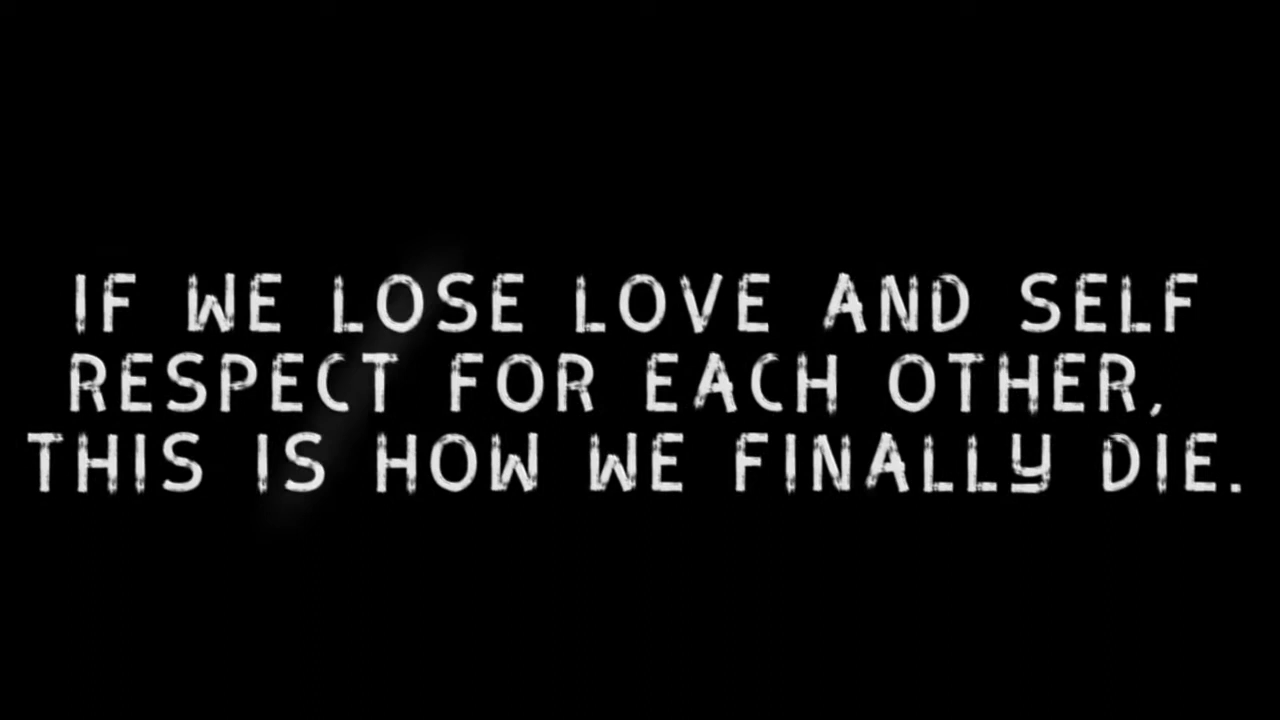 IF WE LOSE LOVE AND SELF
RESPECT FOR EACH OTHER,
THIS IS HOW WE FINALLY DIE.